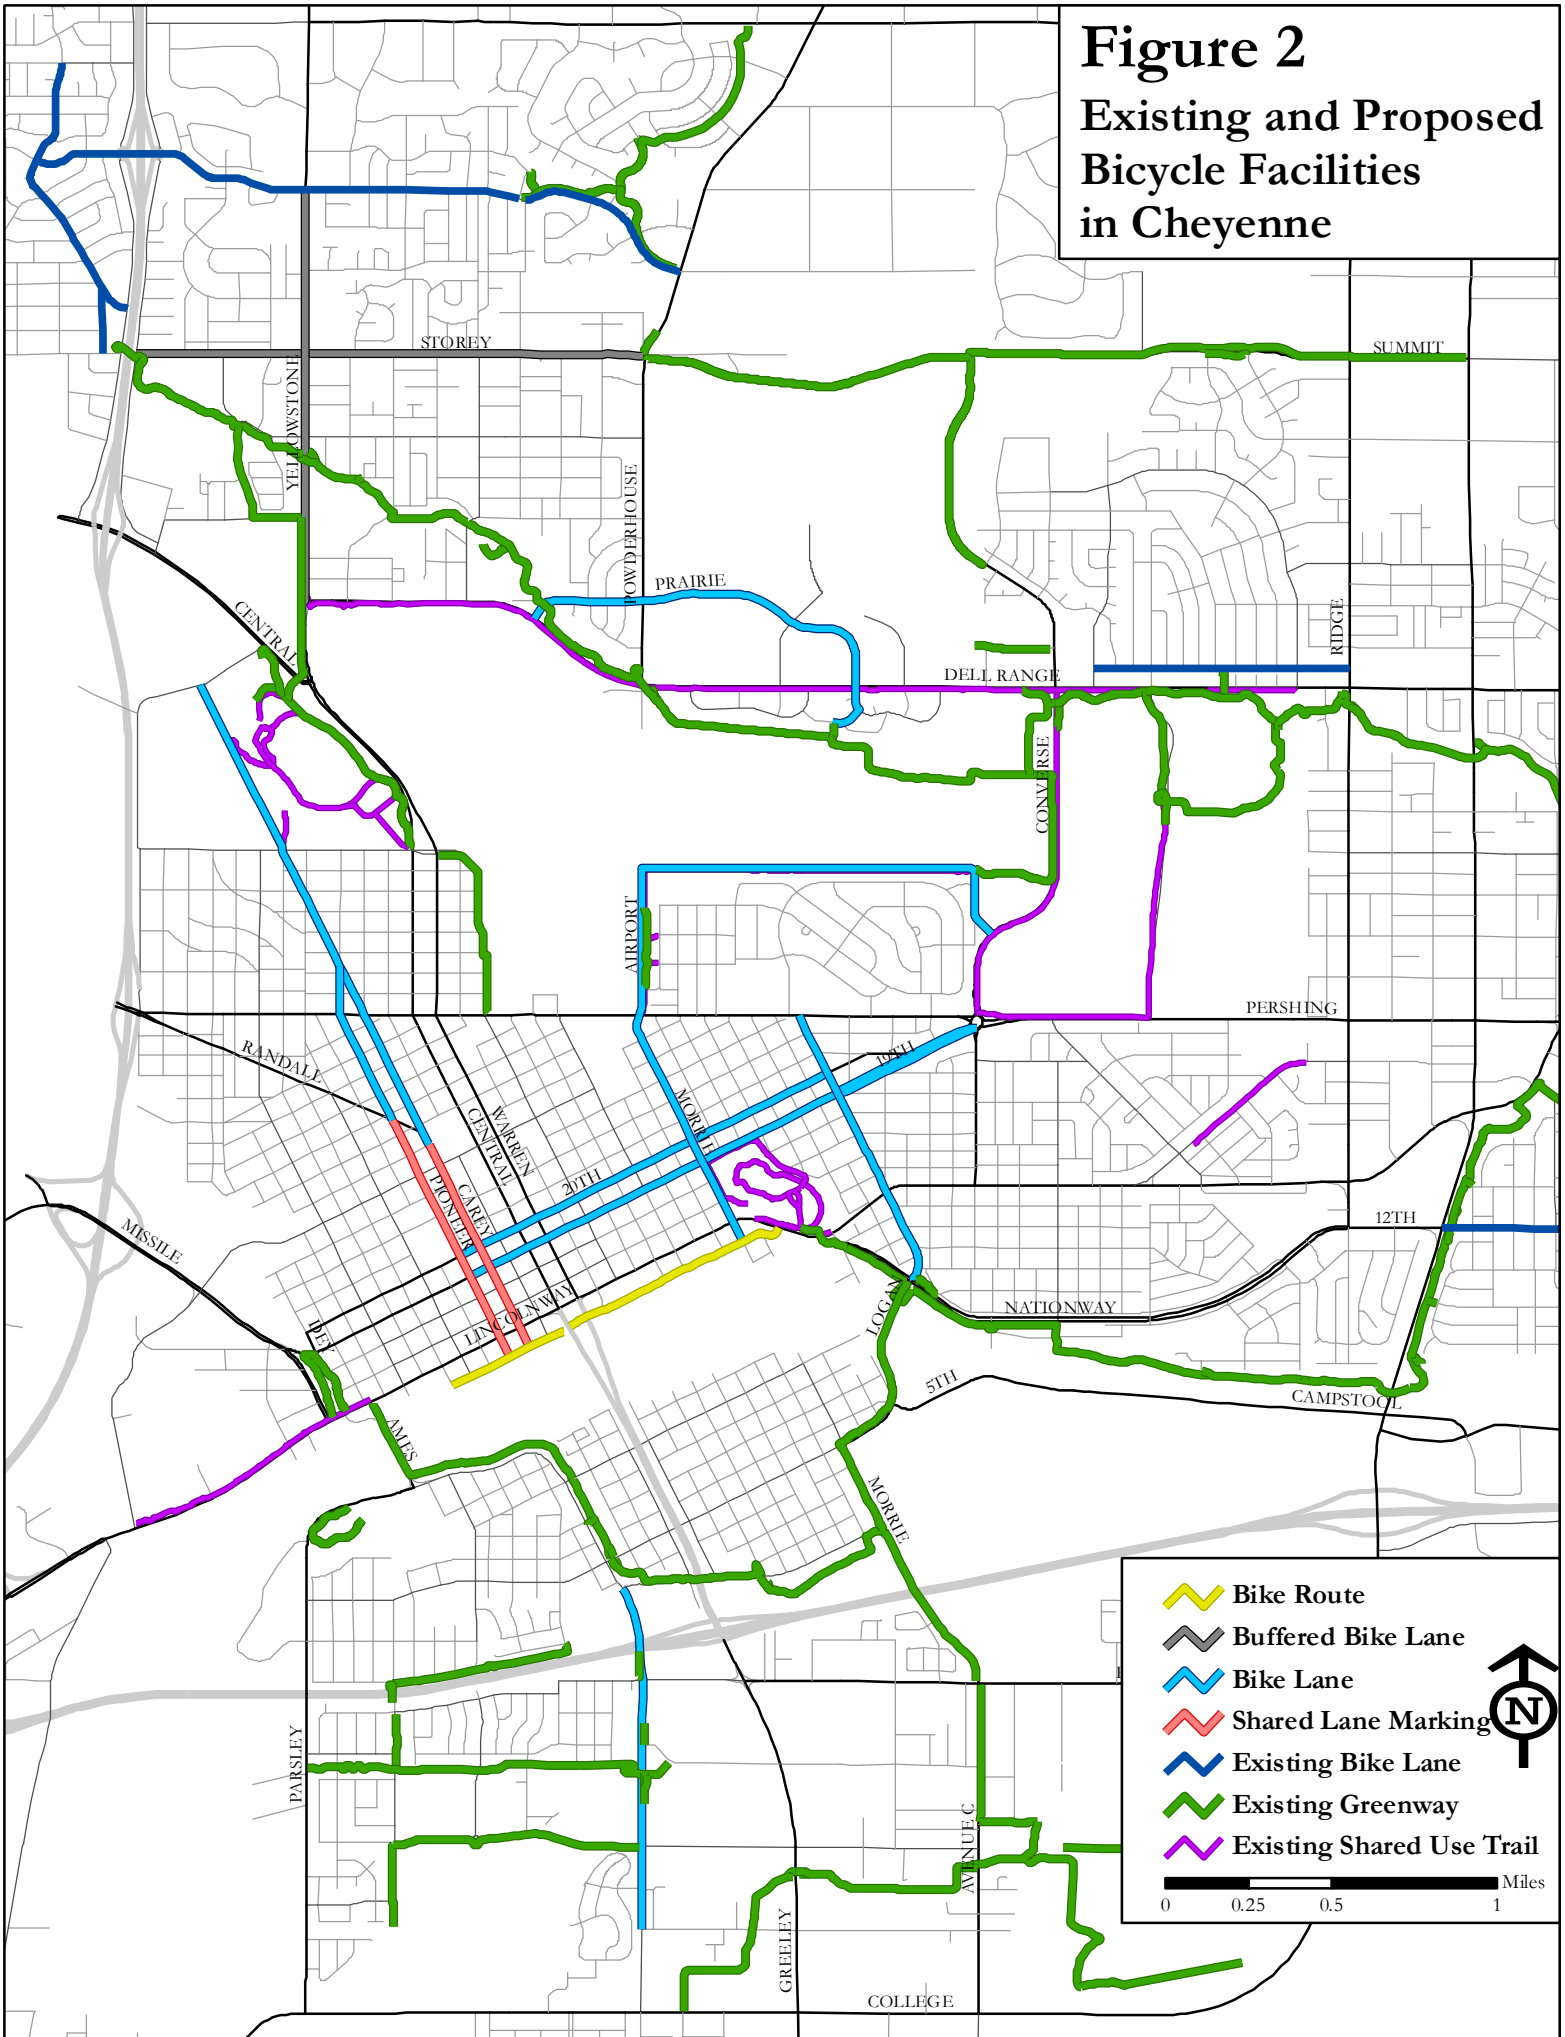 Figure 2
Existing and Proposed
Bicycle Facilities
in Cheyenne
STOREY
SUMMIT
YELLOWSTONE
POWDERHOUSE
PRAIRIE
CENTRAL
RIDGE
DELL RANGE
CONVERSE
AIRPORT
PERSHING
RANDALL
19TH
MORRIE
WARREN
CENTRAL
20TH
CAREY
PIONEER
MISSILE
12TH
LINCOLNWAY
LOGAN
NATIONWAY
DEY
5TH
CAMPSTOOL
AMES
MORRIE
PARSLEY
AVENUE C
GREELEY
COLLEGE
Bike Route
Buffered Bike Lane
Bike Lane
Shared Lane Marking
N
Existing Bike Lane
Existing Greenway
Existing Shared Use Trail
Miles
0 0.25 0.5 1